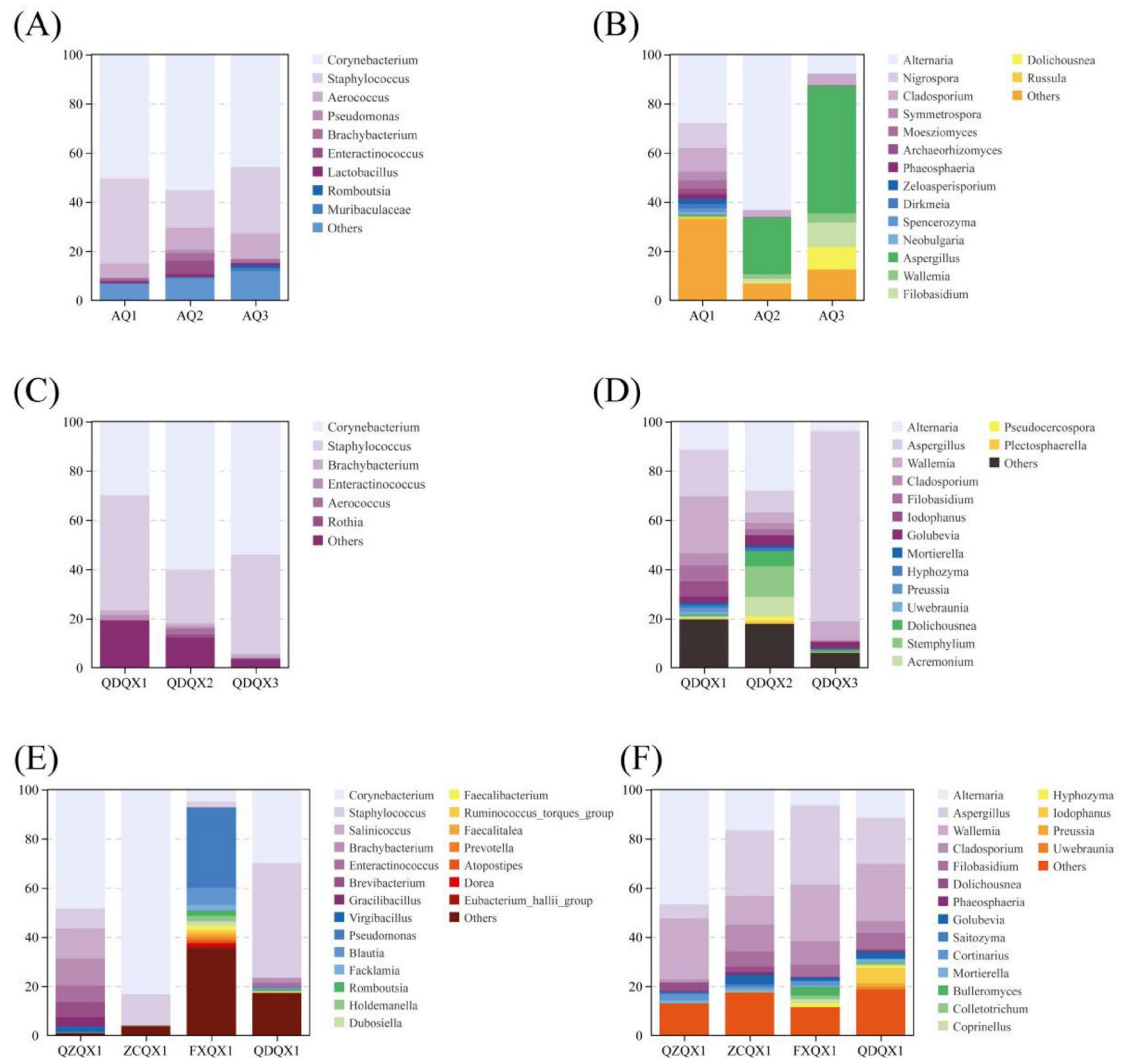 (A)
100
80
60
40
20
0
AQ1 AQ2 AQ3
Corynebacterium
Staphylococcus
Aerococcus
Pseudomonas
Brachybacterium
Enteractinococcus
Lactobacillus
Romboutsia
Muribaculaceae
Others
(B)
100
80
60
40
20
0
AQ1 AQ2 AQ3
Alternaria
Nigrospora
Cladosporium
Symmetrospora
Moesziomyces
Archaeorhizomyces
Phaeosphaeria
Zeloasperisporium
Dirkmeia
Spencerozyma
Neobulgaria
Aspergillus
Wallemia
Filobasidium
Dolichousnea
Russula
Others
(C)
100
80
60
40
20
0
QDQX1 QDQX2 QDQX3
Corynebacterium
Staphylococcus
Brachybacterium
Enteractinococcus
Aerococcus
Rothia
Others
(D)
100
80
60
40
20
0
QDQX1 QDQX2 QDQX3
Alternaria
Aspergillus
Wallemia
Cladosporium
Filobasidium
Iodophanus
Golubevia
Mortierella
Hyphozyma
Preussia
Uwebraunia
Dolichousnea
Stemphylium
Acremonium
Pseudocercospora
Plectosphaerella
Others
(E)
100
80
60
40
20
0
QZQX1 ZCQX1 FXQX1 QDQX1
Corynebacterium
Staphylococcus
Salinicoccus
Brachybacterium
Enteractinococcus
Brevibacterium
Gracilibacillus
Virgibacillus
Pseudomonas
Blautia
Facklamia
Romboutsia
Holdemanella
Dubosiella
Faecalibacterium
Ruminococcus_torques_group
Faecalitalea
Prevotella
Atopostipes
Dorea
Eubacterium_hallii_group
Others
(F)
100
80
60
40
20
0
QZQX1 ZCQX1 FXQX1 QDQX1
Alternaria
Aspergillus
Wallemia
Cladosporium
Filobasidium
Dolichousnea
Phaeosphaeria
Golubevia
Saitozyma
Cortinarius
Mortierella
Bulleromyces
Colletotrichum
Coprinellus
Hyphozyma
Iodophanus
Preussia
Uwebraunia
Others